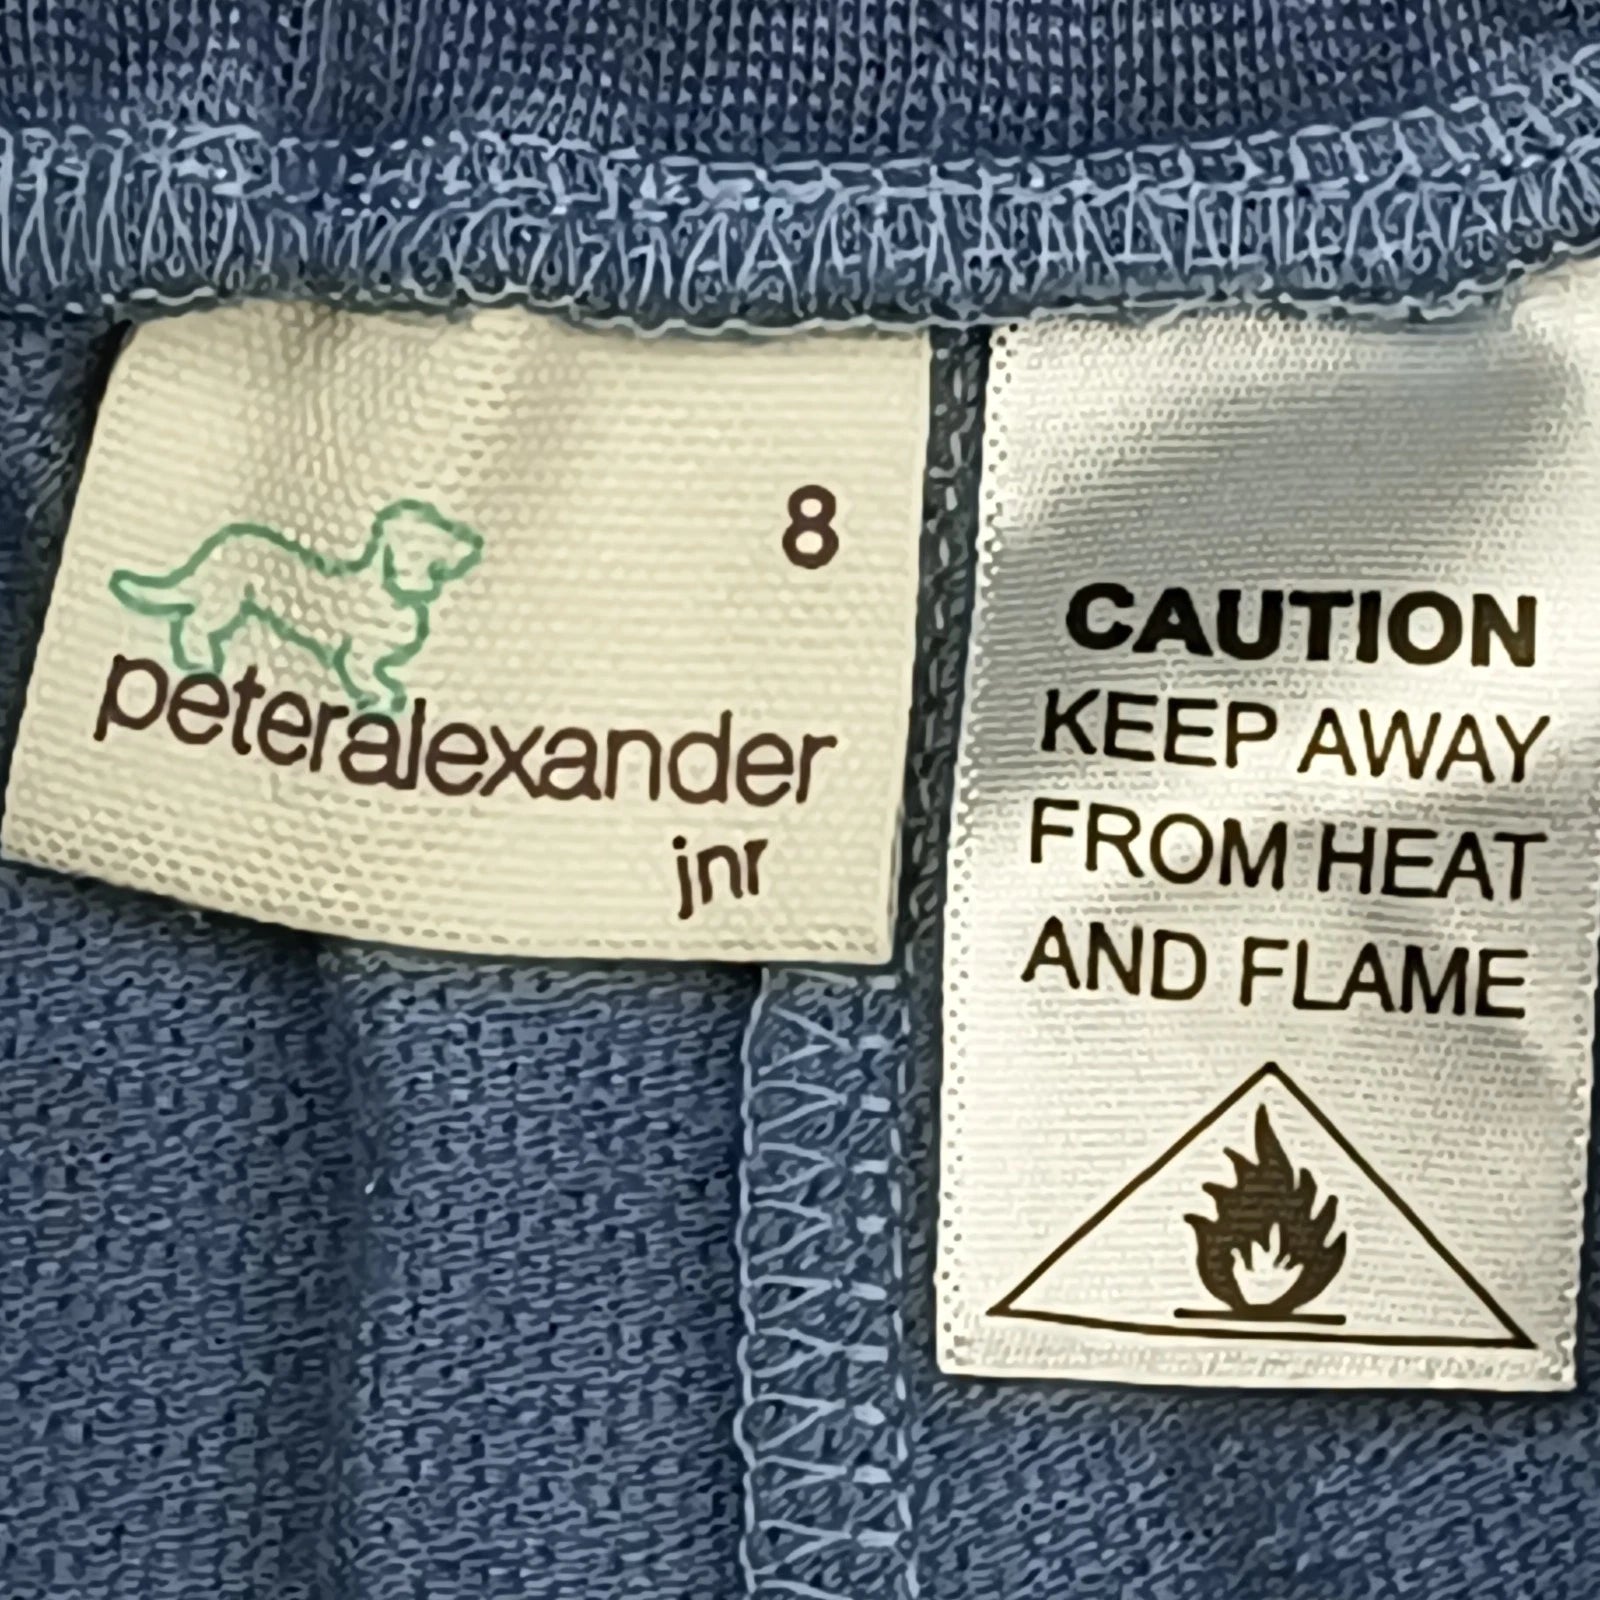 8
peteralexander
jnr
CAUTION
KEEP AWAY
FROM HEAT
AND FLAME